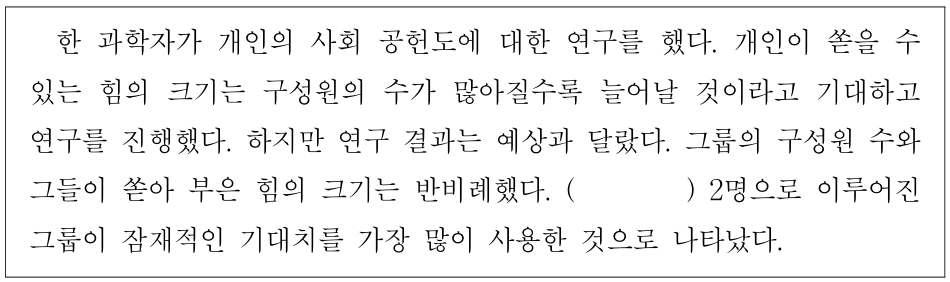 한 과학자가 개인의 사회 공헌도에 대한 연구를 했다. 개인이 쏟을 수
있는 힘의 크기는 구성원의 수가 많아질수록 늘어날 것이라고 기대하고
연구를 진행했다. 하지만 연구 결과는 예상과 달랐다. 그룹의 구성원 수와
그들이 쏟아 부은 힘의 크기는 반비례했다. (          ) 2명으로 이루어진
그룹이 잠재적인 기대치를 가장 많이 사용한 것으로 나타났다.